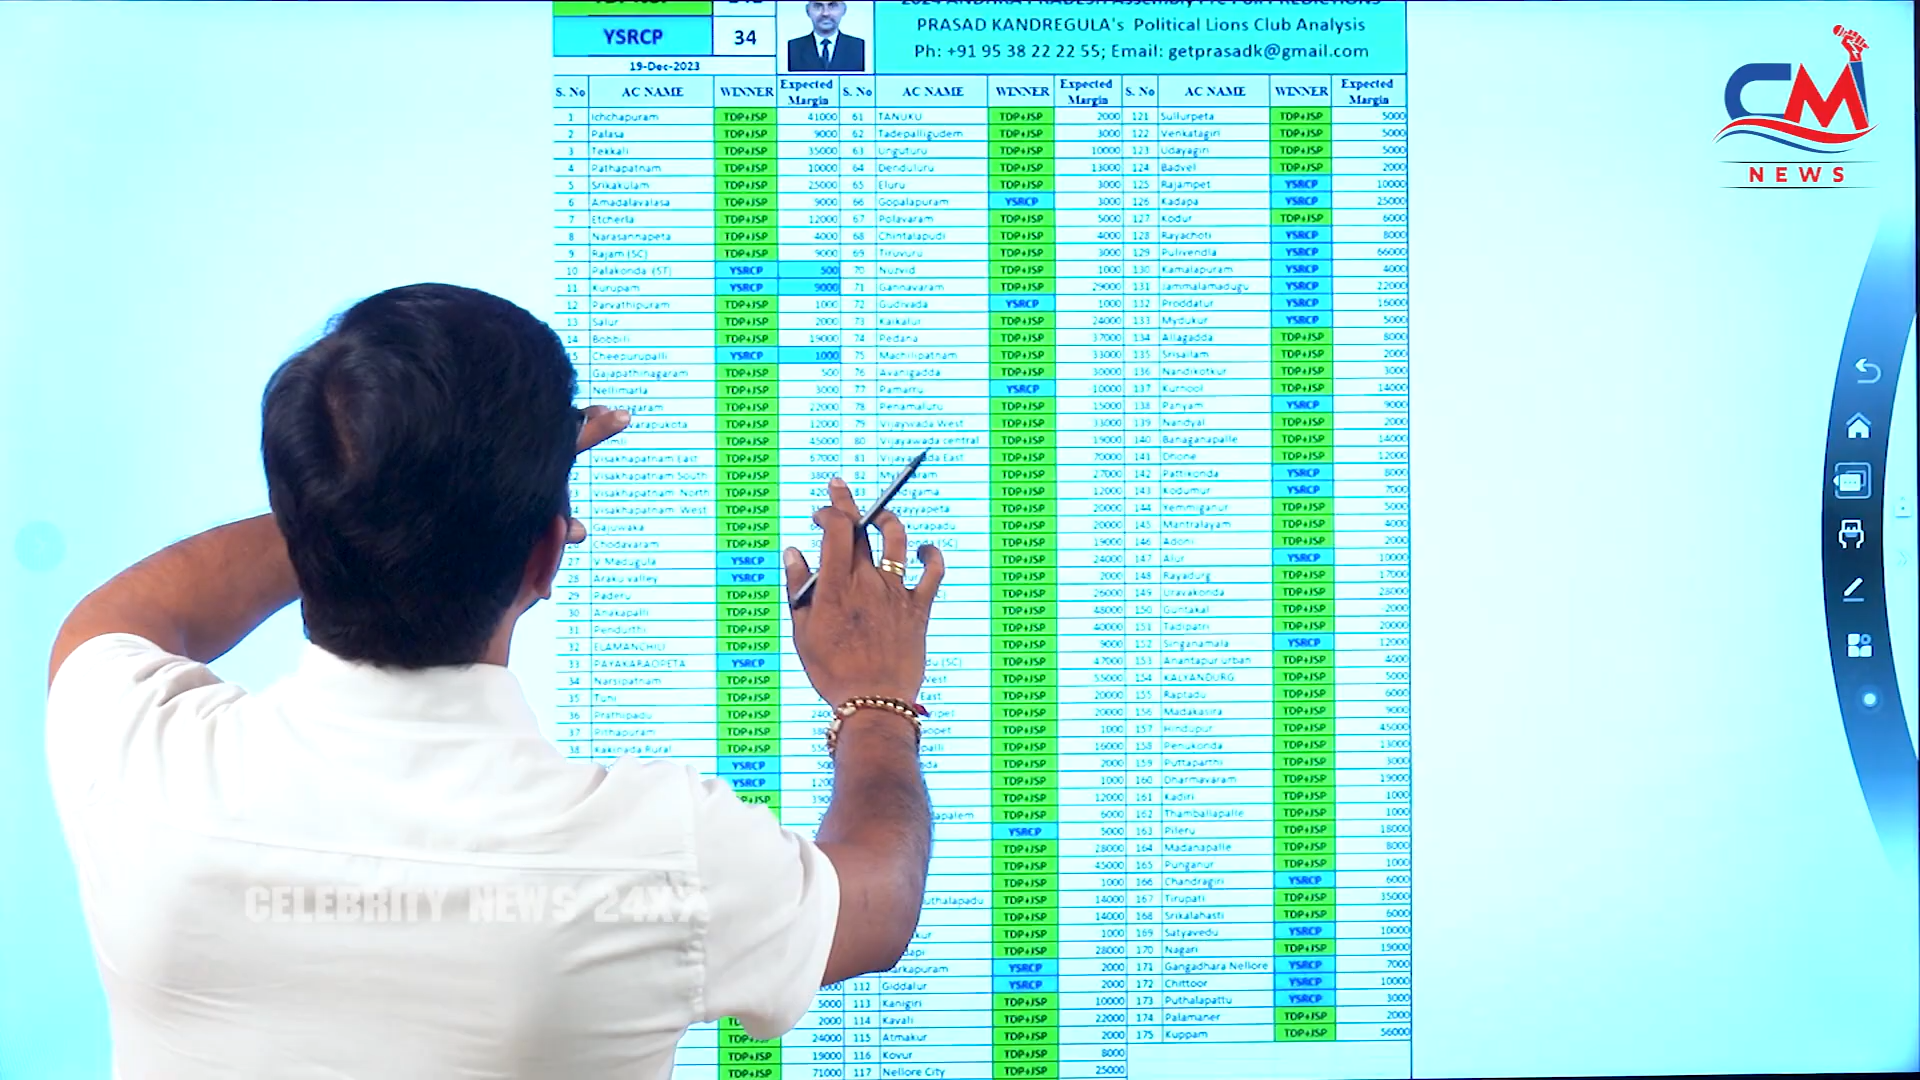 TDP+JSP 141
2024 ANDHRA PRADESH Assembly Pre Poll PREDICTIONS
YSRCP 34
PRASAD KANDREGULA's Political Lions Club Analysis
Ph: +91 95 38 22 22 55; Email: getprasadk@gmail.com
19-Dec-2023
S. No AC NAME WINNER Expected Margin S. No AC NAME WINNER Expected Margin S. No AC NAME WINNER Expected Margin
1 Ichchapuram TDP+JSP 41000 61 TANUKU TDP+JSP 2000 121 Sullurpeta TDP+JSP 5000
2 Palasa TDP+JSP 9000 62 Tadepalligudem TDP+JSP 3000 122 Venkatagiri TDP+JSP 5000
3 Tekkali TDP+JSP 35000 63 Unguturu TDP+JSP 10000 123 Udayagiri TDP+JSP 5000
4 Pathapatnam TDP+JSP 10000 64 Denduluru TDP+JSP 13000 124 Badvel TDP+JSP 2000
5 Srikakulam TDP+JSP 25000 65 Eluru TDP+JSP 3000 125 Rajampet YSRCP 10000
6 Amadalavalasa TDP+JSP 9000 66 Gopalapuram YSRCP 3000 126 Kadapa YSRCP 25000
7 Etcherla TDP+JSP 12000 67 Polavaram TDP+JSP 5000 127 Kodur TDP+JSP 6000
8 Narasannapeta TDP+JSP 4000 68 Chintalapudi TDP+JSP 4000 128 Rayachoti YSRCP 8000
9 Rajam (SC) TDP+JSP 9000 69 Tiruvuru TDP+JSP 3000 129 Pulivendla YSRCP 66000
10 Palakonda (ST) YSRCP 500 70 Nuzvid TDP+JSP 1000 130 Kamalapuram YSRCP 4000
11 Kurupam YSRCP 9000 71 Gannavaram TDP+JSP 29000 131 Jammalamadugu YSRCP 22000
12 Parvathipuram TDP+JSP 1000 72 Gudivada YSRCP 1000 132 Proddatur YSRCP 16000
13 Salur TDP+JSP 2000 73 Kaikalur TDP+JSP 24000 133 Mydukur YSRCP 5000
14 Bobbili TDP+JSP 19000 74 Pedana TDP+JSP 37000 134 Allagadda TDP+JSP 8000
15 Cheepurupalli YSRCP 1000 75 Machilipatnam TDP+JSP 33000 135 Srisailam TDP+JSP 2000
Gajapathinagaram TDP+JSP 500 76 Avanigadda TDP+JSP 30000 136 Nandikotkur TDP+JSP 3000
Nellimarla TDP+JSP 3000 77 Pamarru YSRCP 10000 137 Kurnool TDP+JSP 14000
TDP+JSP 22000 78 Penamaluru TDP+JSP 15000 138 Panyam YSRCP 9000
varapukota TDP+JSP 12000 79 Vijaywada West TDP+JSP 33000 139 Nandyal TDP+JSP 2000
TDP+JSP 45000 80 Vijayawada central TDP+JSP 19000 140 Banaganapalle TDP+JSP 14000
Visakhapatnam East TDP+JSP 67000 81 Vijayawada East TDP+JSP 70000 141 Dhone TDP+JSP 12000
Visakhapatnam South TDP+JSP 38000 82 TDP+JSP 27000 142 Pattikonda YSRCP 8000
Visakhapatnam North TDP+JSP 83 TDP+JSP 12000 143 Kodumur YSRCP 7000
Visakhapatnam West TDP+JSP TDP+JSP 20000 144 Yemmiganur TDP+JSP 5000
Gajuwaka TDP+JSP kurapadu TDP+JSP 20000 145 Mantralayam TDP+JSP 4000
Chodavaram TDP+JSP (SC) TDP+JSP 19000 146 Adoni TDP+JSP 2000
27 V Madugula YSRCP TDP+JSP 24000 147 Alur YSRCP 10000
28 Araku valley YSRCP TDP+JSP 2000 148 Rayadurg TDP+JSP 17000
29 Paderu TDP+JSP TDP+JSP 26000 149 Uravakonda TDP+JSP 23000
30 Anakapalli TDP+JSP TDP+JSP 48000 150 Guntakal TDP+JSP 2000
31 Pendurthi TDP+JSP TDP+JSP 40000 151 Tadipatri TDP+JSP 20000
32 ELAMANCHILI TDP+JSP TDP+JSP 9000 152 Singanamala YSRCP 12000
33 PAYAKARAOPETA YSRCP du (SC) TDP+JSP 47000 153 Anantapur urban TDP+JSP 4000
34 Narsipatnam TDP+JSP West TDP+JSP 55000 154 KALYANDURG TDP+JSP 5000
35 Tuni TDP+JSP East TDP+JSP 20000 155 Raptadu TDP+JSP 6000
36 Prathipadu TDP+JSP TDP+JSP 20000 156 Madakasira TDP+JSP 9000
37 Pithapuram TDP+JSP TDP+JSP 1000 157 Hindupur TDP+JSP 45000
38 Kakinada Rural TDP+JSP TDP+JSP 16000 158 Penukonda TDP+JSP 13000
YSRCP TDP+JSP 2000 159 Puttaparthi TDP+JSP 3000
YSRCP TDP+JSP 1000 160 Dharmavaram TDP+JSP 19000
TDP+JSP TDP+JSP 12000 161 Kadiri TDP+JSP 1000
apalem TDP+JSP 6000 162 Thamballapalle TDP+JSP 1000
YSRCP 5000 163 Pileru TDP+JSP 18000
TDP+JSP 28000 164 Madanapalle TDP+JSP 8000
TDP+JSP 45000 165 Punganur TDP+JSP 1000
TDP+JSP 1000 166 Chandragiri YSRCP 6000
uthalapadu TDP+JSP 14000 167 Tirupati TDP+JSP 35000
TDP+JSP 14000 168 Srikalahasti TDP+JSP 6000
TDP+JSP 1000 169 Satyavedu YSRCP 10000
TDP+JSP 28000 170 Nagari TDP+JSP 19000
arkapuram YSRCP 2000 171 Gangadhara Nellore YSRCP 7000
112 Giddalur YSRCP 2000 172 Chittoor YSRCP 10000
5000 113 Kanigiri TDP+JSP 10000 173 Puthalapattu YSRCP 3000
2000 114 Kavali TDP+JSP 22000 174 Palamaner TDP+JSP 2000
TDP+JSP 24000 115 Atmakur TDP+JSP 2000 175 Kuppam TDP+JSP 56000
TDP+JSP 19000 116 Kovur TDP+JSP 8000
TDP+JSP 71000 117 Nellore City TDP+JSP 25000
CM
NEWS
CELEBRITY NEWS 24X7